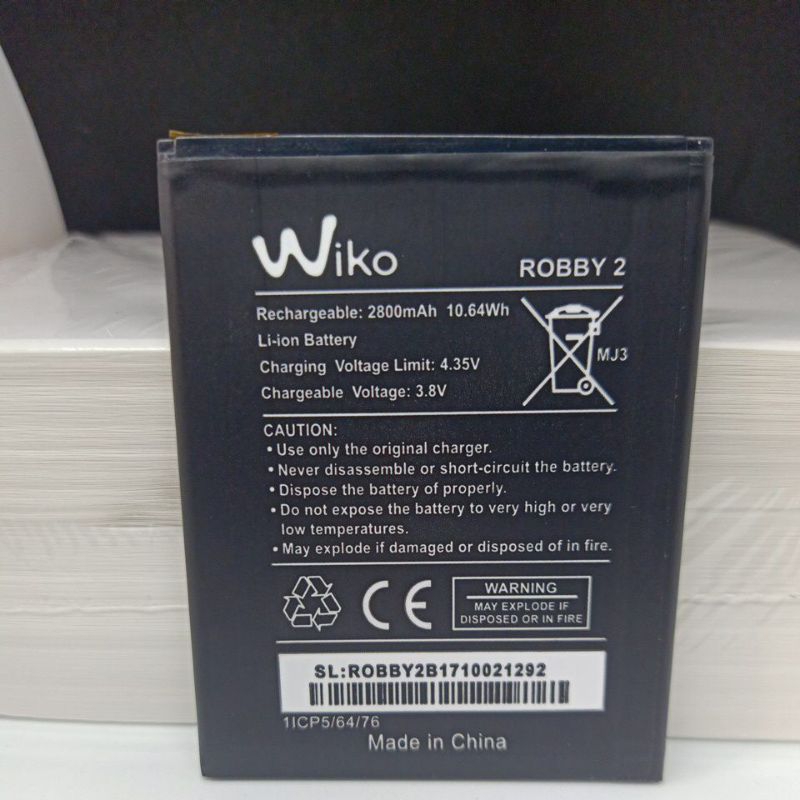 Wiko
ROBBY 2
Rechargeable: 2800mAh 10.64Wh
Li-ion Battery
Charging Voltage Limit: 4.35V
Chargeable Voltage: 3.8V
MJ3
CAUTION:
• Use only the original charger.
• Never disassemble or short-circuit the battery.
• Dispose the battery of properly.
• Do not expose the battery to very high or very
low temperatures.
• May explode if damaged or disposed of in fire.
CE
WARNING
MAY EXPLODE IF
DISPOSED OR IN FIRE
SL:ROBBY2B1710021292
1ICP5/64/76
Made in China